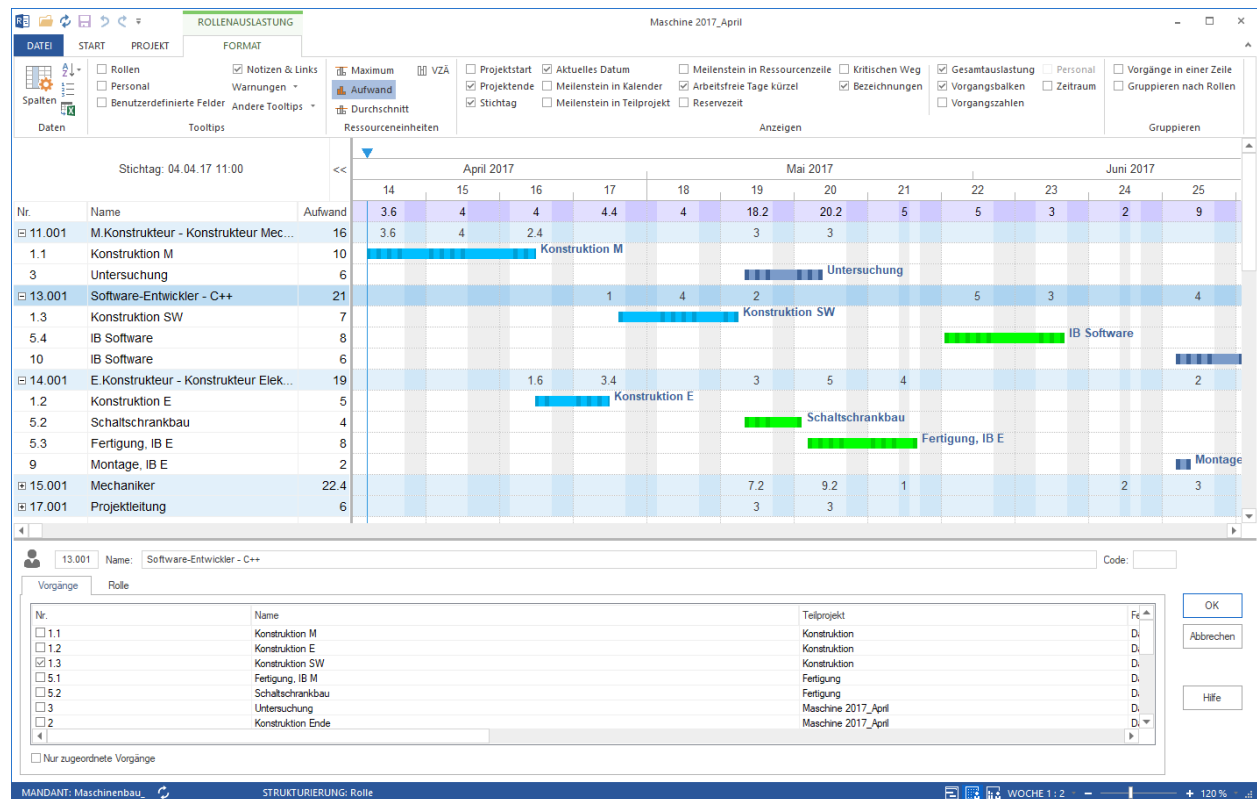 ROLLENAUSLASTUNG
Maschine 2017_April
DATEI START PROJEKT FORMAT
Spalten
Rollen
Personal
Benutzerdefinierte Felder
Notizen & Links
Warnungen
Andere Tooltips
Maximum
Aufwand
Durchschnitt
VZÄ
Projektstart
Projektende
Stichtag
Aktuelles Datum
Meilenstein in Kalender
Meilenstein in Teilprojekt
Meilenstein in Ressourcenzeile
Arbeitsfreie Tage kürzel
Reservezeit
Kritischen Weg
Bezeichnungen
Gesamtauslastung
Vorgangsbalken
Vorgangszahlen
Personal
Zeitraum
Vorgänge in einer Zeile
Gruppieren nach Rollen
Daten Tooltips Ressourceneinheiten Anzeigen Gruppieren
Stichtag: 04.04.17 11:00 <<
April 2017 Mai 2017 Juni 2017
14 15 16 17 18 19 20 21 22 23 24 25
Nr. Name Aufwand 3.6 4 4 4.4 4 18.2 20.2 5 5 3 2 9
11.001 M.Konstrukteur - Konstrukteur Mec... 16 3.6 4 2.4 3 3
1.1 Konstruktion M 10 Konstruktion M
3 Untersuchung 6 Untersuchung
13.001 Software-Entwickler - C++ 21 1 4 2 5 3 4
1.3 Konstruktion SW 7 Konstruktion SW
5.4 IB Software 8 IB Software
10 IB Software 6
14.001 E.Konstrukteur - Konstrukteur Elek... 19 1.6 3.4 3 5 4 2
1.2 Konstruktion E 5 Konstruktion E
5.2 Schaltschrankbau 4 Schaltschrankbau
5.3 Fertigung, IB E 8 Fertigung, IB E
9 Montage, IB E 2 Montage
15.001 Mechaniker 22.4 7.2 9.2 1 2 3
17.001 Projektleitung 6 3 3
13.001 Name: Software-Entwickler - C++ Code:
Vorgänge Rolle
Nr. Name Teilprojekt Fe
1.1 Konstruktion M Konstruktion Da
1.2 Konstruktion E Konstruktion Da
1.3 Konstruktion SW Konstruktion Da
5.1 Fertigung, IB M Fertigung Da
5.2 Schaltschrankbau Fertigung Da
3 Untersuchung Maschine 2017_April Da
2 Konstruktion Ende Maschine 2017_April Da
Nur zugeordnete Vorgänge
OK
Abbrechen
Hilfe
MANDANT: Maschinenbau_ STRUKTURIERUNG: Rolle WOCHE 1 : 2 - + 120 %